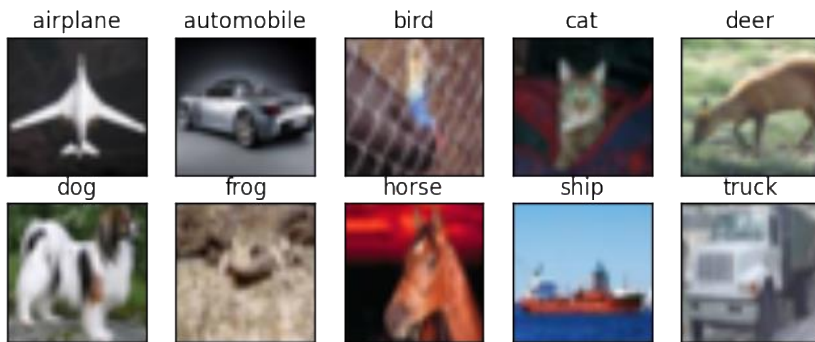 airplane automobile bird cat deer
dog frog horse ship truck